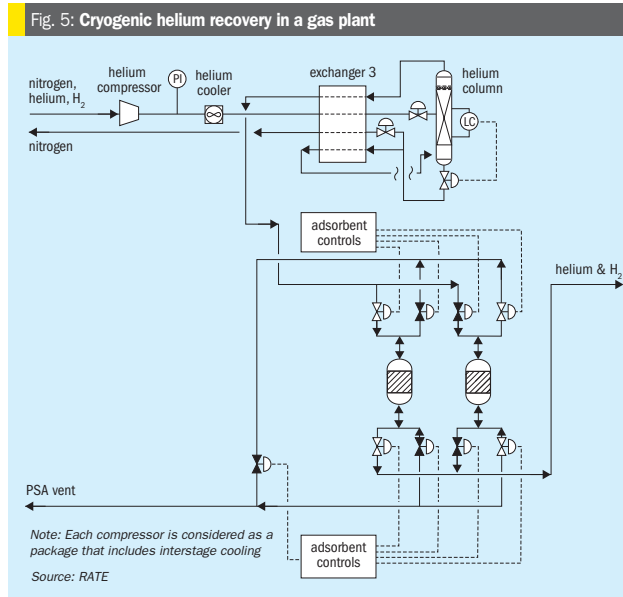 Fig. 5: Cryogenic helium recovery in a gas plant
nitrogen,
helium, H₂
helium
compressor
PI
helium
cooler
exchanger 3
helium
column
LC
nitrogen
adsorbent
controls
helium & H₂
PSA vent
Note: Each compressor is considered as a
package that includes interstage cooling
Source: RATE
adsorbent
controls